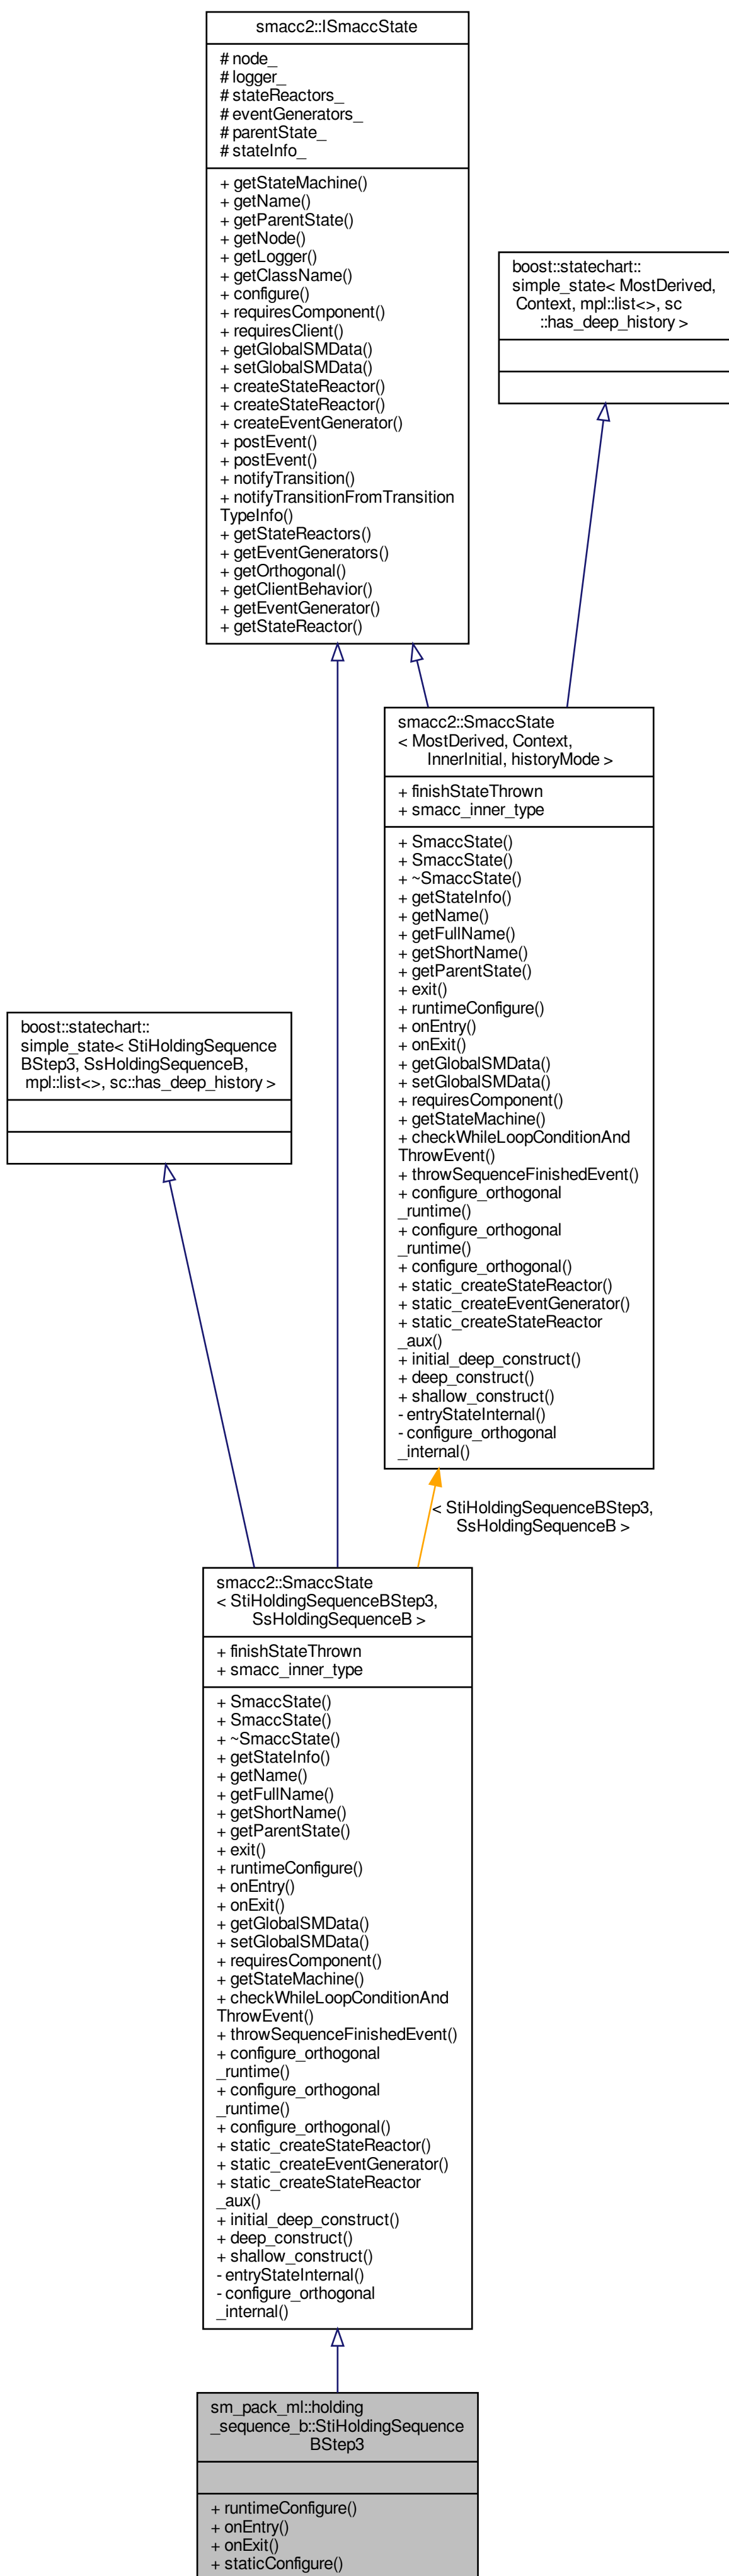 smacc2::ISmaccState
# node_
# logger_
# stateReactors_
# eventGenerators_
# parentState_
# stateInfo_
+ getStateMachine()
+ getName()
+ getParentState()
+ getNode()
+ getLogger()
+ getClassName()
+ configure()
+ requiresComponent()
+ requiresClient()
+ getGlobalSMData()
+ setGlobalSMData()
+ createStateReactor()
+ createStateReactor()
+ createEventGenerator()
+ postEvent()
+ postEvent()
+ notifyTransition()
+ notifyTransitionFromTransition
TypeInfo()
+ getStateReactors()
+ getEventGenerators()
+ getOrthogonal()
+ getClientBehavior()
+ getEventGenerator()
+ getStateReactor()
boost::statechart::
simple_state< MostDerived,
Context, mpl::list<>, sc
::has_deep_history >
smacc2::SmaccState
< MostDerived, Context,
InnerInitial, historyMode >
+ finishStateThrown
+ smacc_inner_type
+ SmaccState()
+ SmaccState()
+ ~SmaccState()
+ getStateInfo()
+ getName()
+ getFullName()
+ getShortName()
+ getParentState()
+ exit()
+ runtimeConfigure()
+ onEntry()
+ onExit()
+ getGlobalSMData()
+ setGlobalSMData()
+ requiresComponent()
+ getStateMachine()
+ checkWhileLoopConditionAnd
ThrowEvent()
+ throwSequenceFinishedEvent()
+ configure_orthogonal
_runtime()
+ configure_orthogonal
_runtime()
+ configure_orthogonal()
+ static_createStateReactor()
+ static_createEventGenerator()
+ static_createStateReactor
_aux()
+ initial_deep_construct()
+ deep_construct()
+ shallow_construct()
- entryStateInternal()
- configure_orthogonal
_internal()
boost::statechart::
simple_state< StiHoldingSequence
BStep3, SsHoldingSequenceB,
mpl::list<>, sc::has_deep_history >
< StiHoldingSequenceBStep3,
SsHoldingSequenceB >
smacc2::SmaccState
< StiHoldingSequenceBStep3,
SsHoldingSequenceB >
+ finishStateThrown
+ smacc_inner_type
+ SmaccState()
+ SmaccState()
+ ~SmaccState()
+ getStateInfo()
+ getName()
+ getFullName()
+ getShortName()
+ getParentState()
+ exit()
+ runtimeConfigure()
+ onEntry()
+ onExit()
+ getGlobalSMData()
+ setGlobalSMData()
+ requiresComponent()
+ getStateMachine()
+ checkWhileLoopConditionAnd
ThrowEvent()
+ throwSequenceFinishedEvent()
+ configure_orthogonal
_runtime()
+ configure_orthogonal
_runtime()
+ configure_orthogonal()
+ static_createStateReactor()
+ static_createEventGenerator()
+ static_createStateReactor
_aux()
+ initial_deep_construct()
+ deep_construct()
+ shallow_construct()
- entryStateInternal()
- configure_orthogonal
_internal()
sm_pack_ml::holding
_sequence_b::StiHoldingSequence
BStep3
+ runtimeConfigure()
+ onEntry()
+ onExit()
+ staticConfigure()